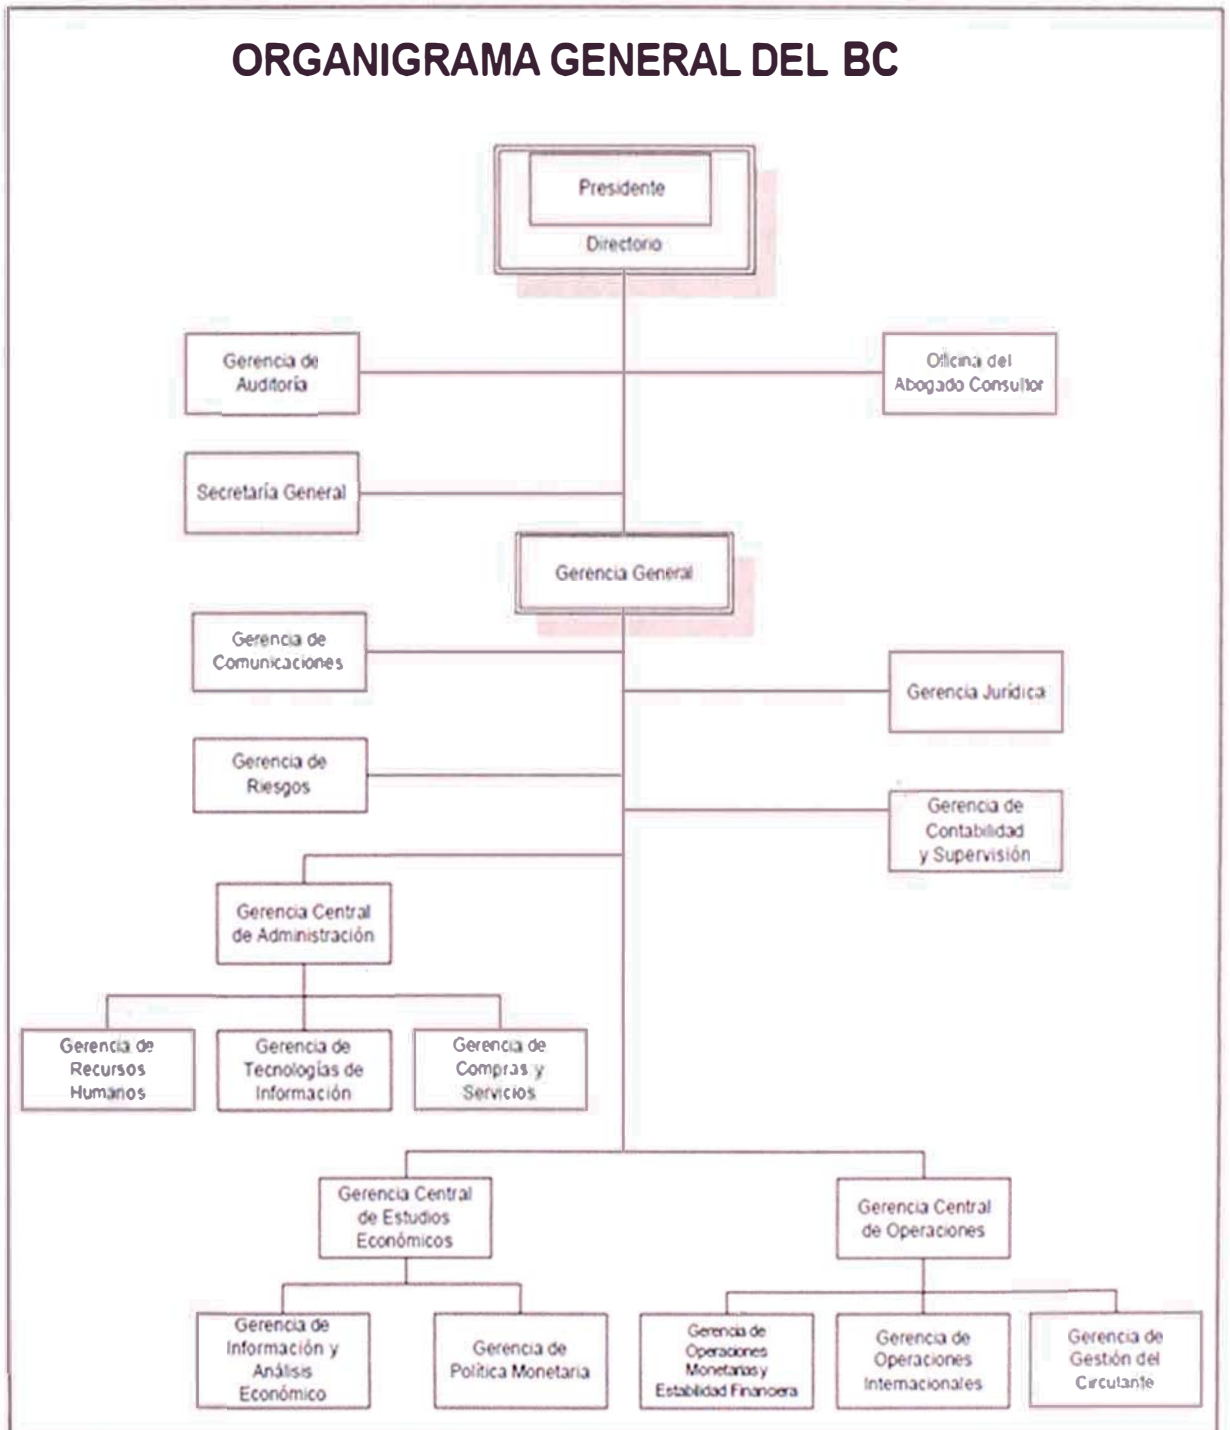 ORGANIGRAMA GENERAL DEL BC
Presidente
Directorio
Gerencia de
Auditoría
Oficina del
Abogado Consultor
Secretaría General
Gerencia General
Gerencia de
Comunicaciones
Gerencia Jurídica
Gerencia de
Riesgos
Gerencia de
Contabilidad
y Supervisión
Gerencia Central
de Administración
Gerencia de
Recursos
Humanos
Gerencia de
Tecnologías de
Información
Gerencia de
Compras y
Servicios
Gerencia Central
de Estudios
Económicos
Gerencia Central
de Operaciones
Gerencia de
Información y
Análisis
Económico
Gerencia de
Política Monetaria
Gerencia de
Operaciones
Monetarias y
Estabilidad Financiera
Gerencia de
Operaciones
Internacionales
Gerencia de
Gestión del
Circulante